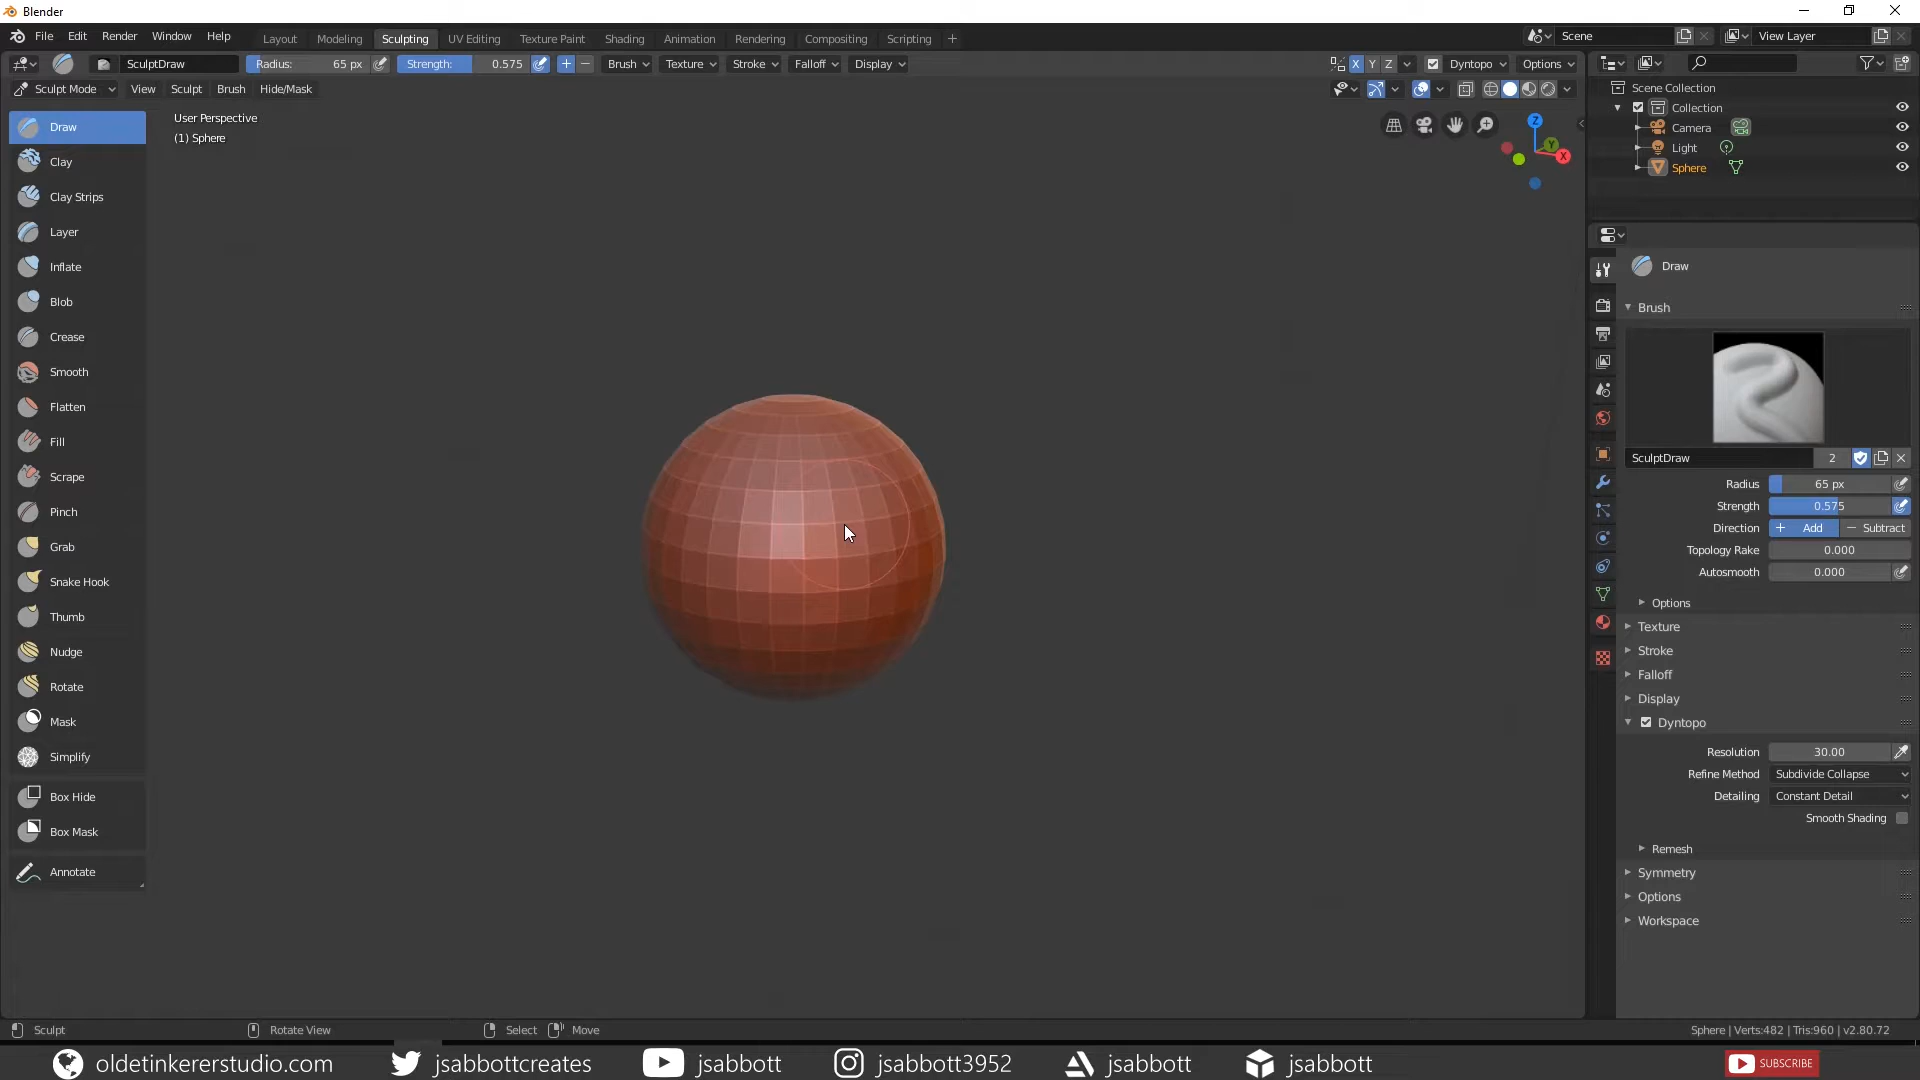 Blender
File Edit Render Window Help
Layout Modeling Sculpting UV Editing Texture Paint Shading Animation Rendering Compositing Scripting +
Scene
View Layer
SculptDraw
Radius: 65 px
Strength: 0.575
+ −
Brush Texture Stroke Falloff Display
X Y Z
Dyntopo Options
Sculpt Mode View Sculpt Brush Hide/Mask
User Perspective
(1) Sphere
Z
Y
X
Draw
Clay
Clay Strips
Layer
Inflate
Blob
Crease
Smooth
Flatten
Fill
Scrape
Pinch
Grab
Snake Hook
Thumb
Nudge
Rotate
Mask
Simplify
Box Hide
Box Mask
Annotate
Scene Collection
Collection
Camera
Light
Sphere
Draw
Brush
SculptDraw 2
Radius 65 px
Strength 0.575
Direction + Add − Subtract
Topology Rake 0.000
Autosmooth 0.000
Options
Texture
Stroke
Falloff
Display
Dyntopo
Resolution 30.00
Refine Method Subdivide Collapse
Detailing Constant Detail
Smooth Shading
Remesh
Symmetry
Options
Workspace
Sculpt Rotate View Select Move
Sphere | Verts:482 | Tris:960 | v2.80.72
oldetinkererstudio.com jsabbottcreates jsabbott jsabbott3952 jsabbott jsabbott SUBSCRIBE